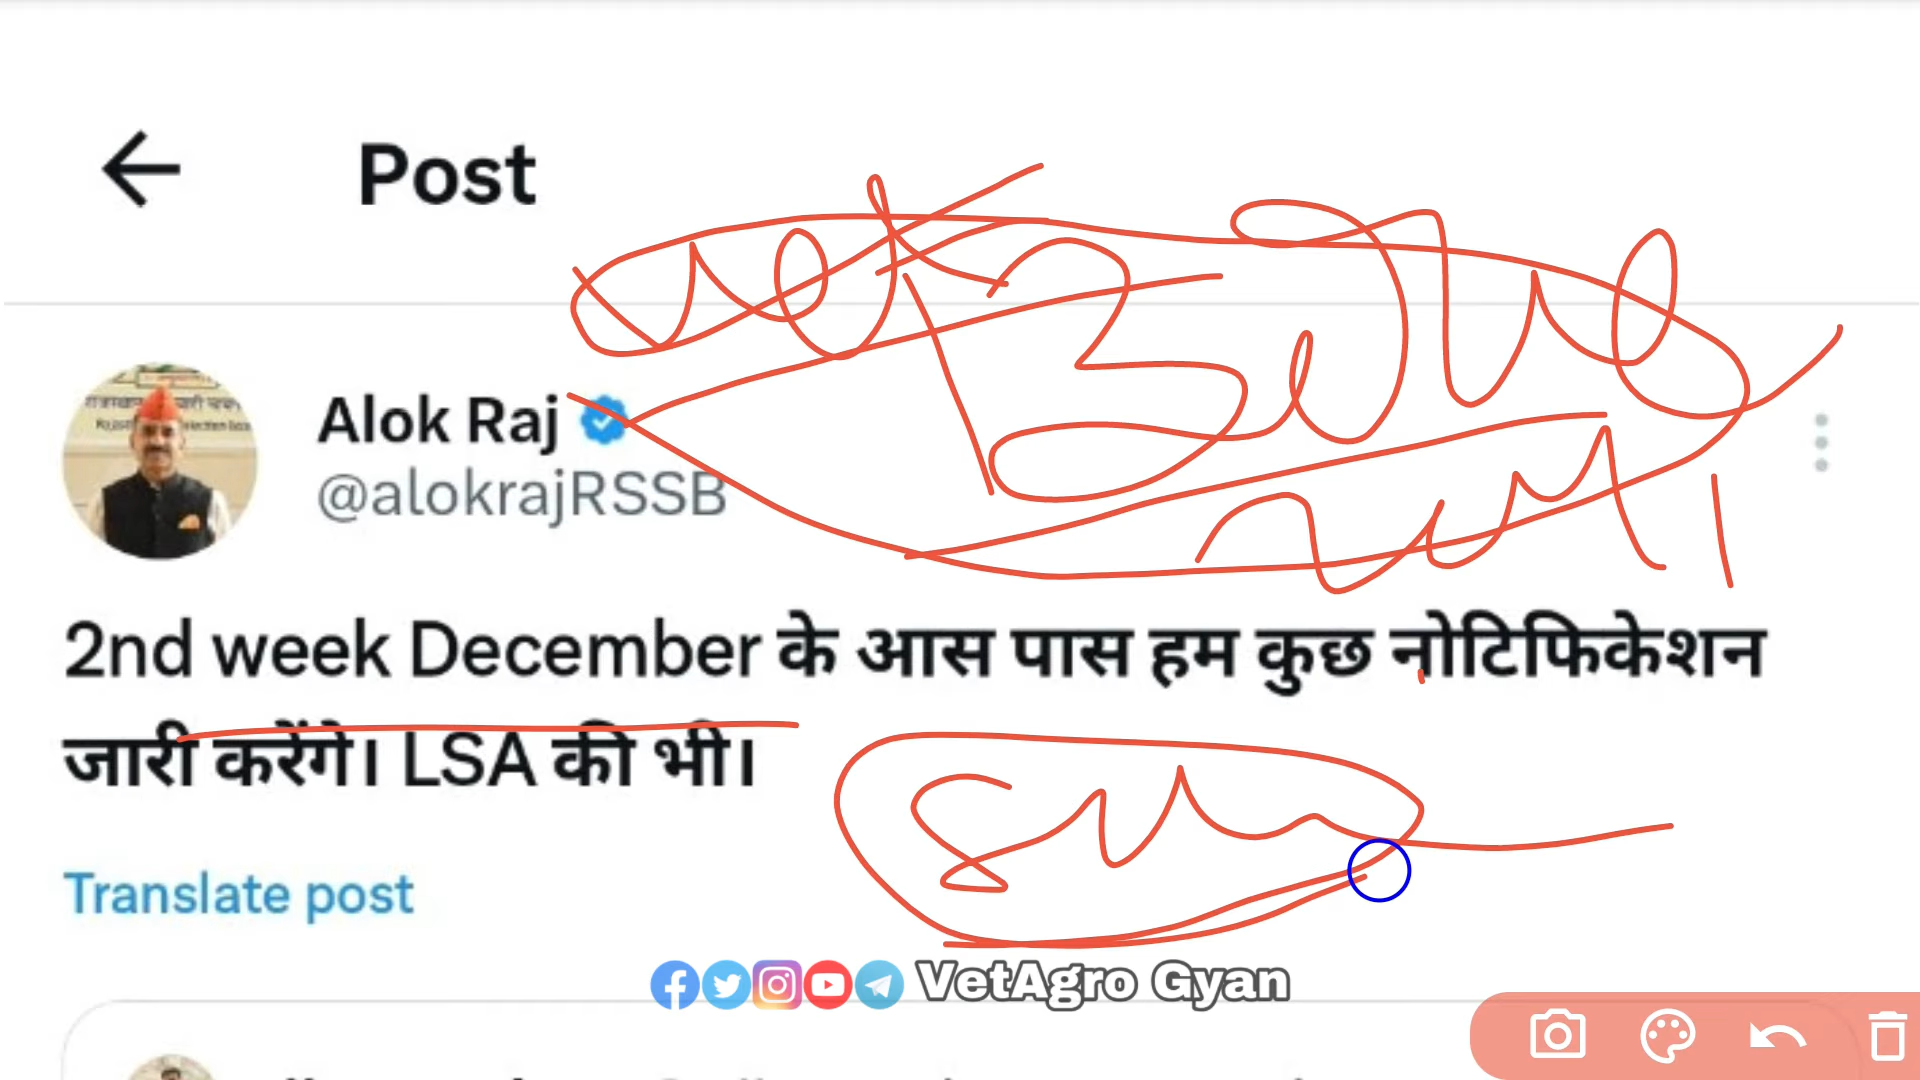 Post
Alok Raj
@alokrajRSSB
2nd week December के आस पास हम कुछ नोटिफिकेशन
जारी करेंगे। LSA की भी।
Translate post
VetAgro Gyan